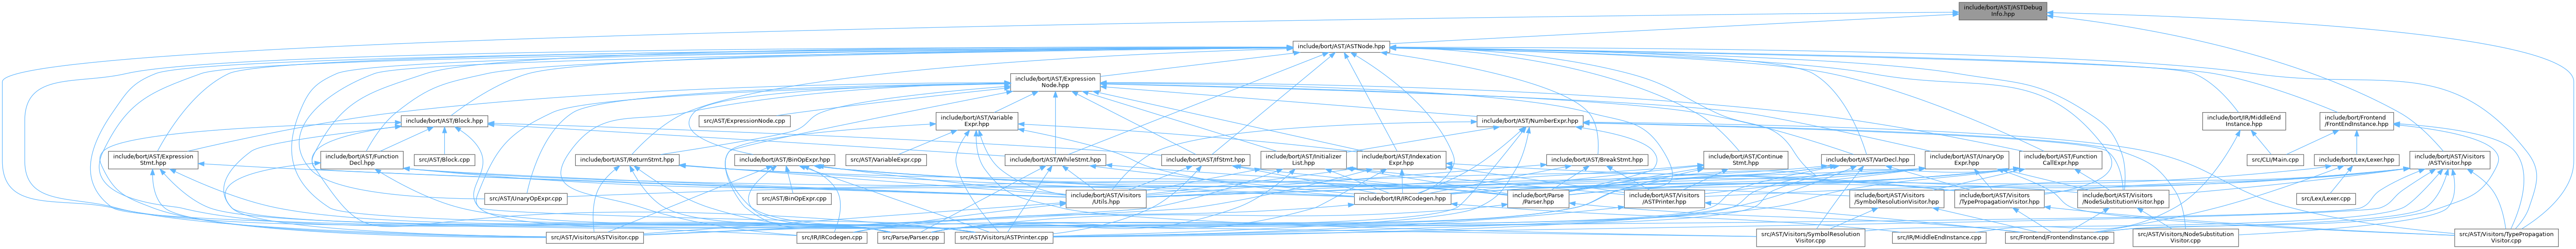 include/bort/AST/ASTDebug
Info.hpp
include/bort/AST/ASTNode.hpp
include/bort/AST/Expression
Node.hpp
include/bort/AST/Block.hpp
src/AST/ExpressionNode.cpp
include/bort/AST/Variable
Expr.hpp
include/bort/AST/NumberExpr.hpp
include/bort/IR/MiddleEnd
Instance.hpp
include/bort/Frontend
/FrontEndInstance.hpp
include/bort/AST/Expression
Stmt.hpp
include/bort/AST/Function
Decl.hpp
src/AST/Block.cpp
include/bort/AST/ReturnStmt.hpp
include/bort/AST/BinOpExpr.hpp
src/AST/VariableExpr.cpp
include/bort/AST/WhileStmt.hpp
include/bort/AST/IfStmt.hpp
include/bort/AST/Initializer
List.hpp
include/bort/AST/Indexation
Expr.hpp
include/bort/AST/BreakStmt.hpp
include/bort/AST/Continue
Stmt.hpp
include/bort/AST/VarDecl.hpp
include/bort/AST/UnaryOp
Expr.hpp
include/bort/AST/Function
CallExpr.hpp
src/CLI/Main.cpp
include/bort/Lex/Lexer.hpp
include/bort/AST/Visitors
/ASTVisitor.hpp
src/AST/UnaryOpExpr.cpp
src/AST/BinOpExpr.cpp
include/bort/AST/Visitors
/Utils.hpp
include/bort/IR/IRCodegen.hpp
include/bort/Parse
/Parser.hpp
include/bort/AST/Visitors
/ASTPrinter.hpp
include/bort/AST/Visitors
/SymbolResolutionVisitor.hpp
include/bort/AST/Visitors
/TypePropagationVisitor.hpp
include/bort/AST/Visitors
/NodeSubstitutionVisitor.hpp
src/Lex/Lexer.cpp
src/AST/Visitors/ASTVisitor.cpp
src/IR/IRCodegen.cpp
src/Parse/Parser.cpp
src/AST/Visitors/ASTPrinter.cpp
src/AST/Visitors/SymbolResolution
Visitor.cpp
src/IR/MiddleEndInstance.cpp
src/Frontend/FrontendInstance.cpp
src/AST/Visitors/NodeSubstitution
Visitor.cpp
src/AST/Visitors/TypePropagation
Visitor.cpp